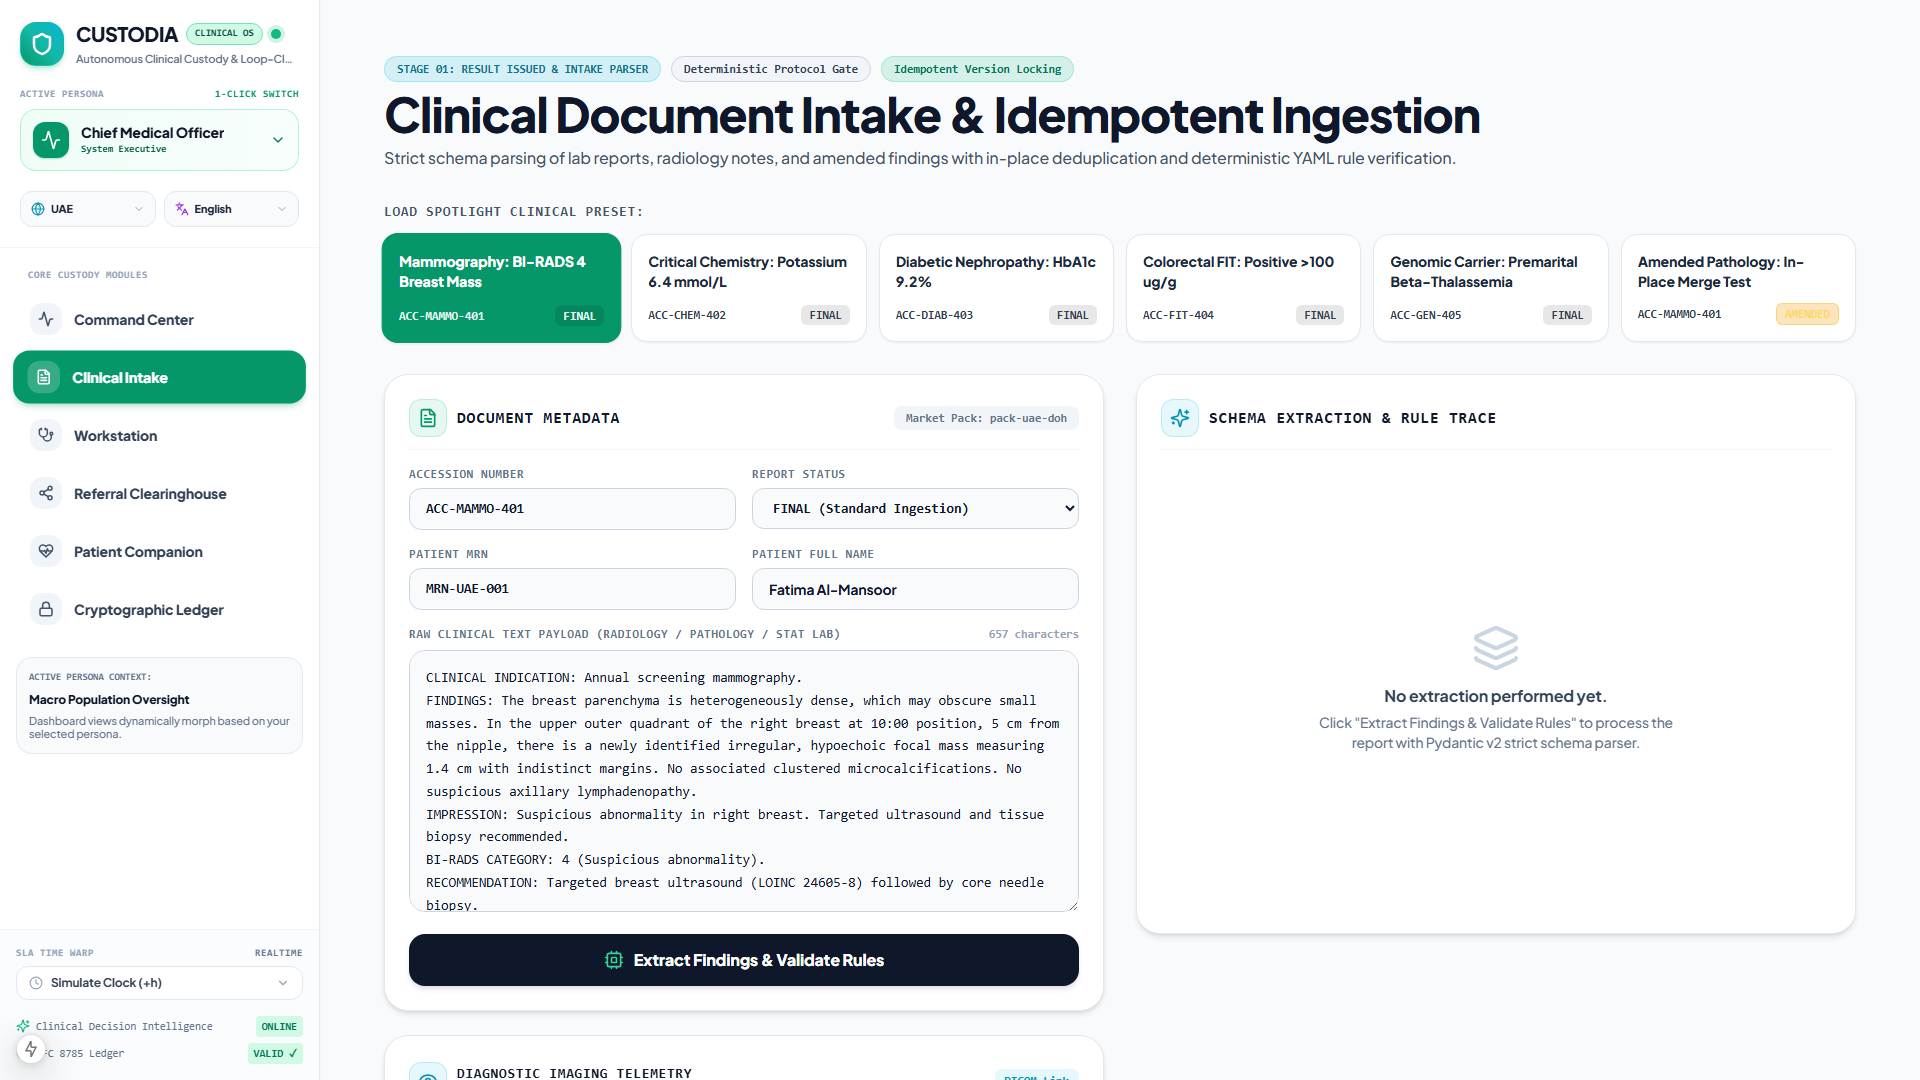 CUSTODIA
CLINICAL OS
Autonomous Clinical Custody & Loop-Cl...
ACTIVE PERSONA
1-CLICK SWITCH
Chief Medical Officer
System Executive
UAE
English
CORE CUSTODY MODULES
Command Center
Clinical Intake
Workstation
Referral Clearinghouse
Patient Companion
Cryptographic Ledger
ACTIVE PERSONA CONTEXT:
Macro Population Oversight
Dashboard views dynamically morph based on your
selected persona.
SLA TIME WARP
REALTIME
Simulate Clock (+h)
Clinical Decision Intelligence
ONLINE
FC 8785 Ledger
VALID ✓
STAGE 01: RESULT ISSUED & INTAKE PARSER
Deterministic Protocol Gate
Idempotent Version Locking
Clinical Document Intake & Idempotent Ingestion
Strict schema parsing of lab reports, radiology notes, and amended findings with in-place deduplication and deterministic YAML rule verification.
LOAD SPOTLIGHT CLINICAL PRESET:
Mammography: BI-RADS 4
Breast Mass
ACC-MAMMO-401
FINAL
Critical Chemistry: Potassium
6.4 mmol/L
ACC-CHEM-402
FINAL
Diabetic Nephropathy: HbA1c
9.2%
ACC-DIAB-403
FINAL
Colorectal FIT: Positive >100
ug/g
ACC-FIT-404
FINAL
Genomic Carrier: Premarital
Beta-Thalassemia
ACC-GEN-405
FINAL
Amended Pathology: In-
Place Merge Test
ACC-MAMMO-401
AMENDED
DOCUMENT METADATA
Market Pack: pack-uae-doh
ACCESSION NUMBER
REPORT STATUS
ACC-MAMMO-401
FINAL (Standard Ingestion)
PATIENT MRN
PATIENT FULL NAME
MRN-UAE-001
Fatima Al-Mansoor
RAW CLINICAL TEXT PAYLOAD (RADIOLOGY / PATHOLOGY / STAT LAB)
657 characters
CLINICAL INDICATION: Annual screening mammography.
FINDINGS: The breast parenchyma is heterogeneously dense, which may obscure small
masses. In the upper outer quadrant of the right breast at 10:00 position, 5 cm from
the nipple, there is a newly identified irregular, hypoechoic focal mass measuring
1.4 cm with indistinct margins. No associated clustered microcalcifications. No
suspicious axillary lymphadenopathy.
IMPRESSION: Suspicious abnormality in right breast. Targeted ultrasound and tissue
biopsy recommended.
BI-RADS CATEGORY: 4 (Suspicious abnormality).
RECOMMENDATION: Targeted breast ultrasound (LOINC 24605-8) followed by core needle
biopsy.
Extract Findings & Validate Rules
DIAGNOSTIC IMAGING TELEMETRY
DICOM Link
SCHEMA EXTRACTION & RULE TRACE
No extraction performed yet.
Click "Extract Findings & Validate Rules" to process the
report with Pydantic v2 strict schema parser.